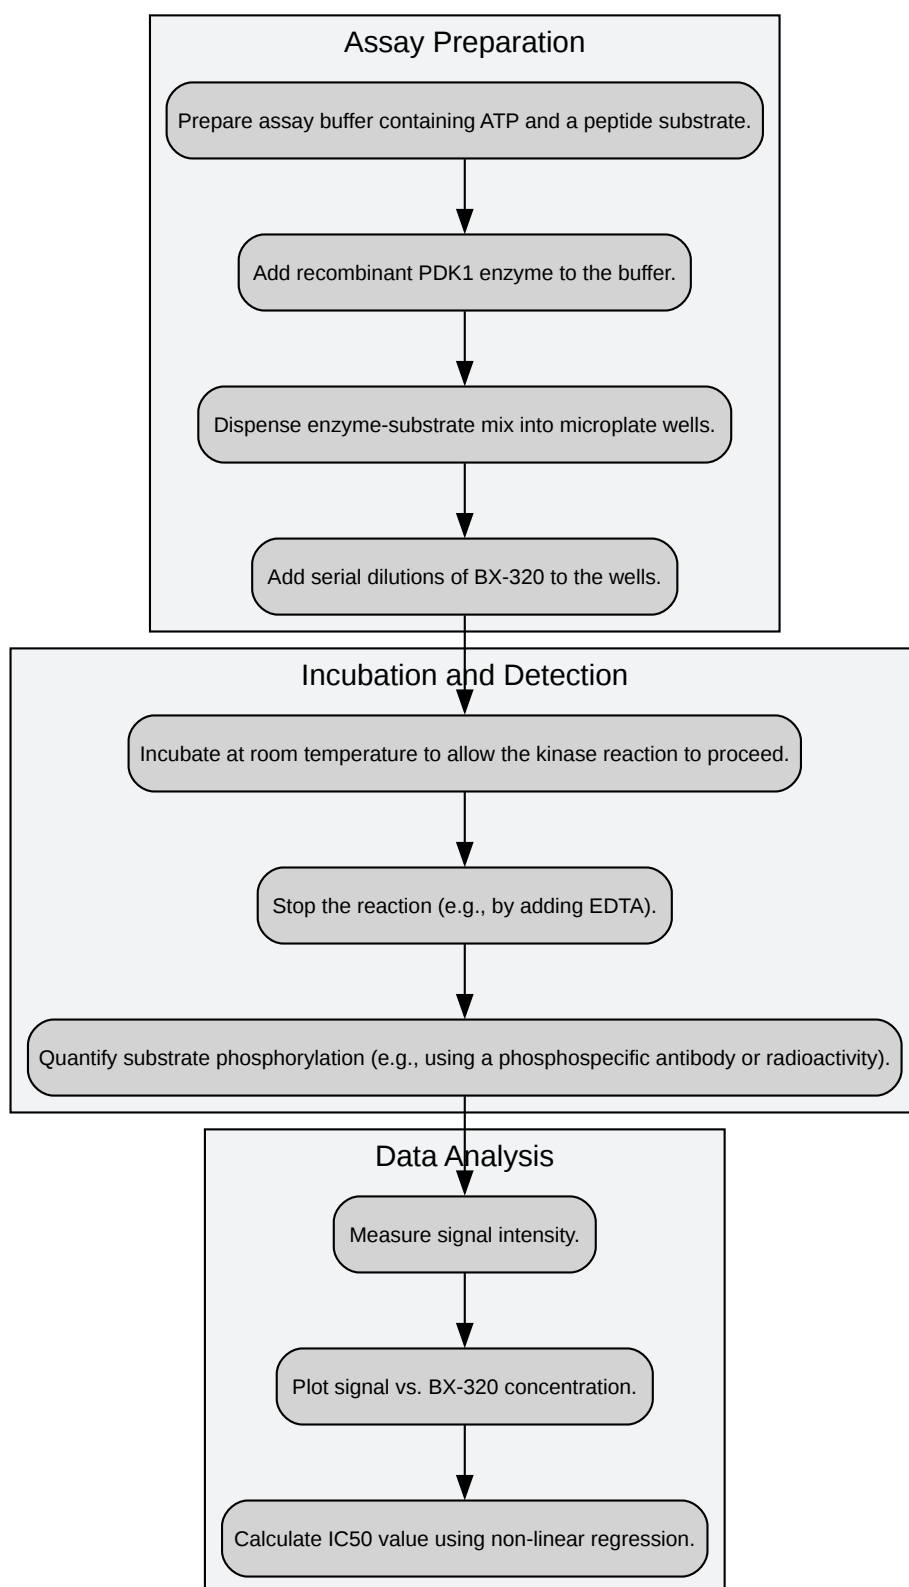 Assay Preparation
Prepare assay buffer containing ATP and a peptide substrate.
Add recombinant PDK1 enzyme to the buffer.
Dispense enzyme-substrate mix into microplate wells.
Add serial dilutions of BX-320 to the wells.
Incubation and Detection
Incubate at room temperature to allow the kinase reaction to proceed.
Stop the reaction (e.g., by adding EDTA).
Quantify substrate phosphorylation (e.g., using a phosphospecific antibody or radioactivity).
Data Analysis
Measure signal intensity.
Plot signal vs. BX-320 concentration.
Calculate IC50 value using non-linear regression.